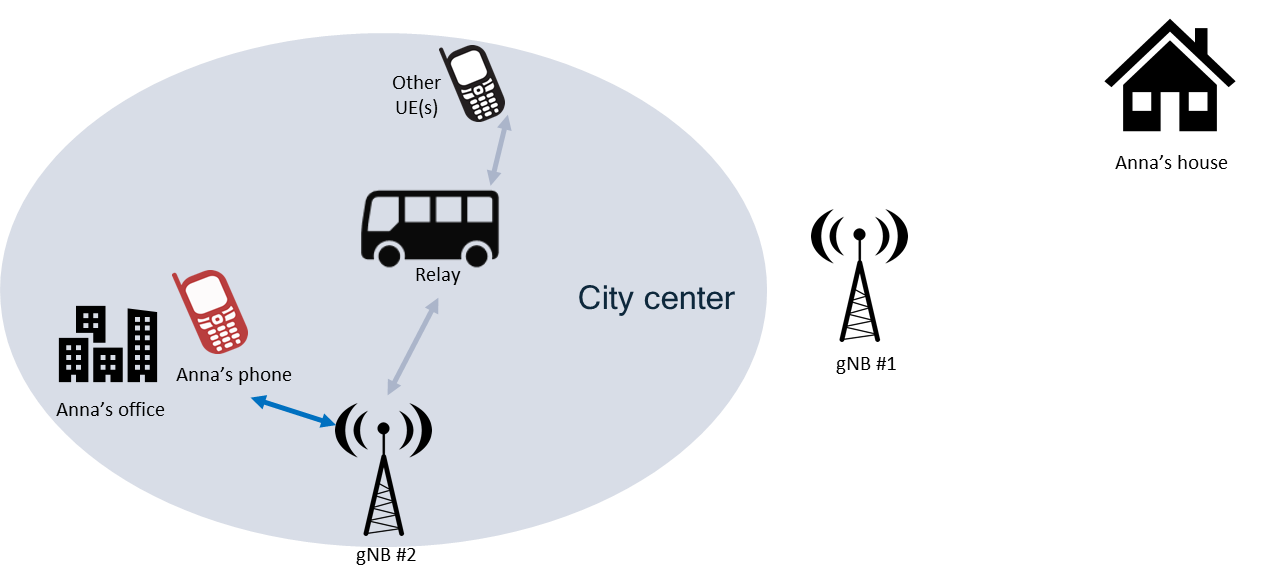 Other
UE(s)
Anna's house
Relay
City center
gNB #1
Anna's phone
Anna's office
gNB #2